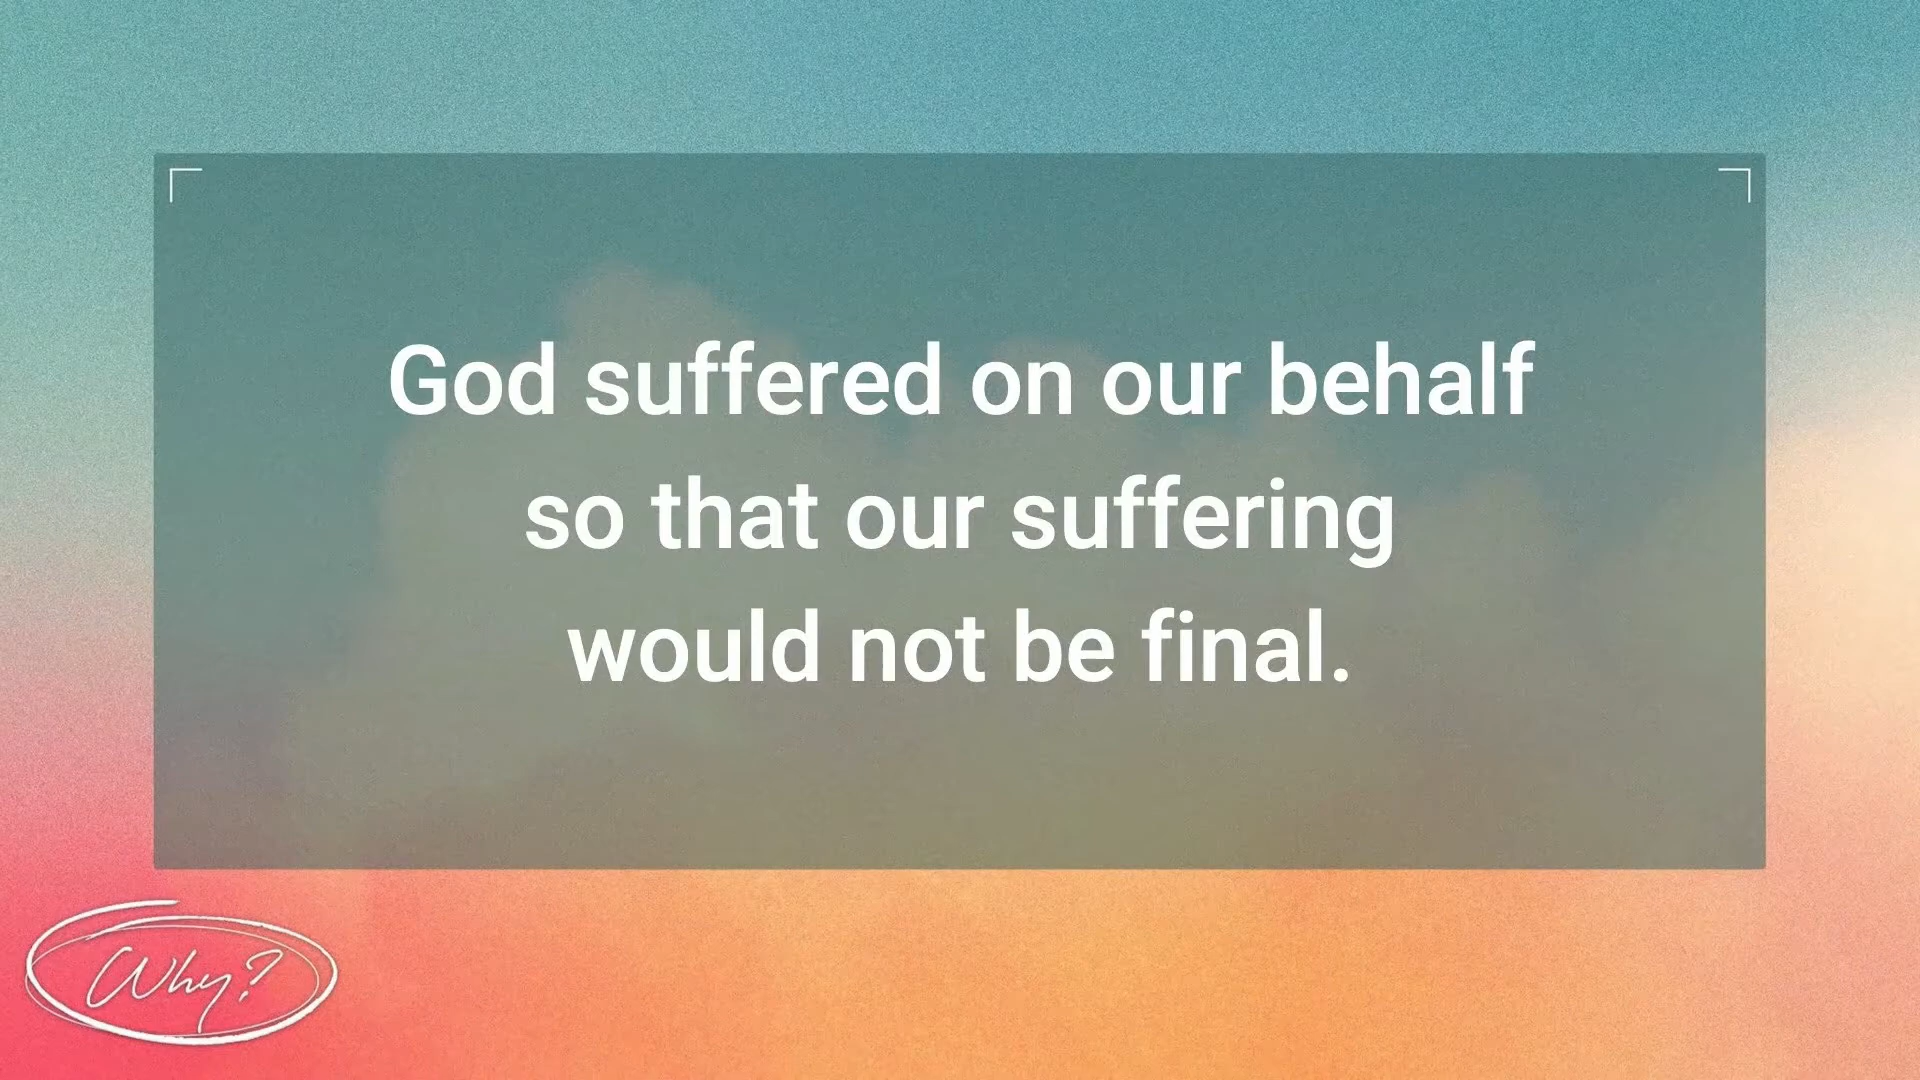 God suffered on our behalf
so that our suffering
would not be final.
Why?